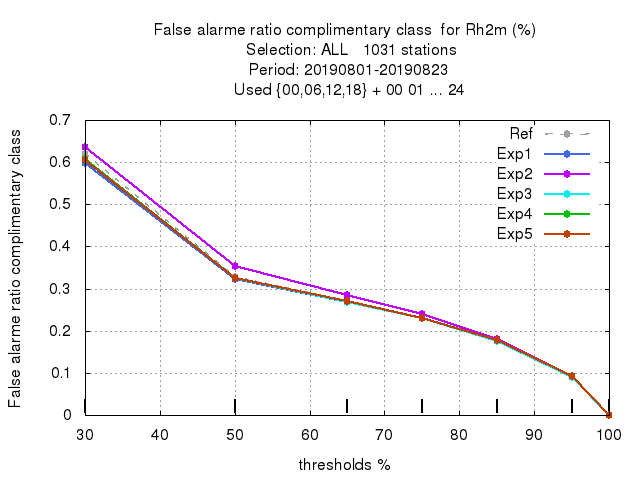 False alarme ratio complimentary class  for Rh2m (%)
Selection: ALL   1031 stations
Period: 20190801-20190823
Used {00,06,12,18} + 00 01 ... 24
False alarme ratio complimentary class
0.7
0.6
0.5
0.4
0.3
0.2
0.1
0
Ref
Exp1
Exp2
Exp3
Exp4
Exp5
30 40 50 60 70 80 90 100
thresholds %